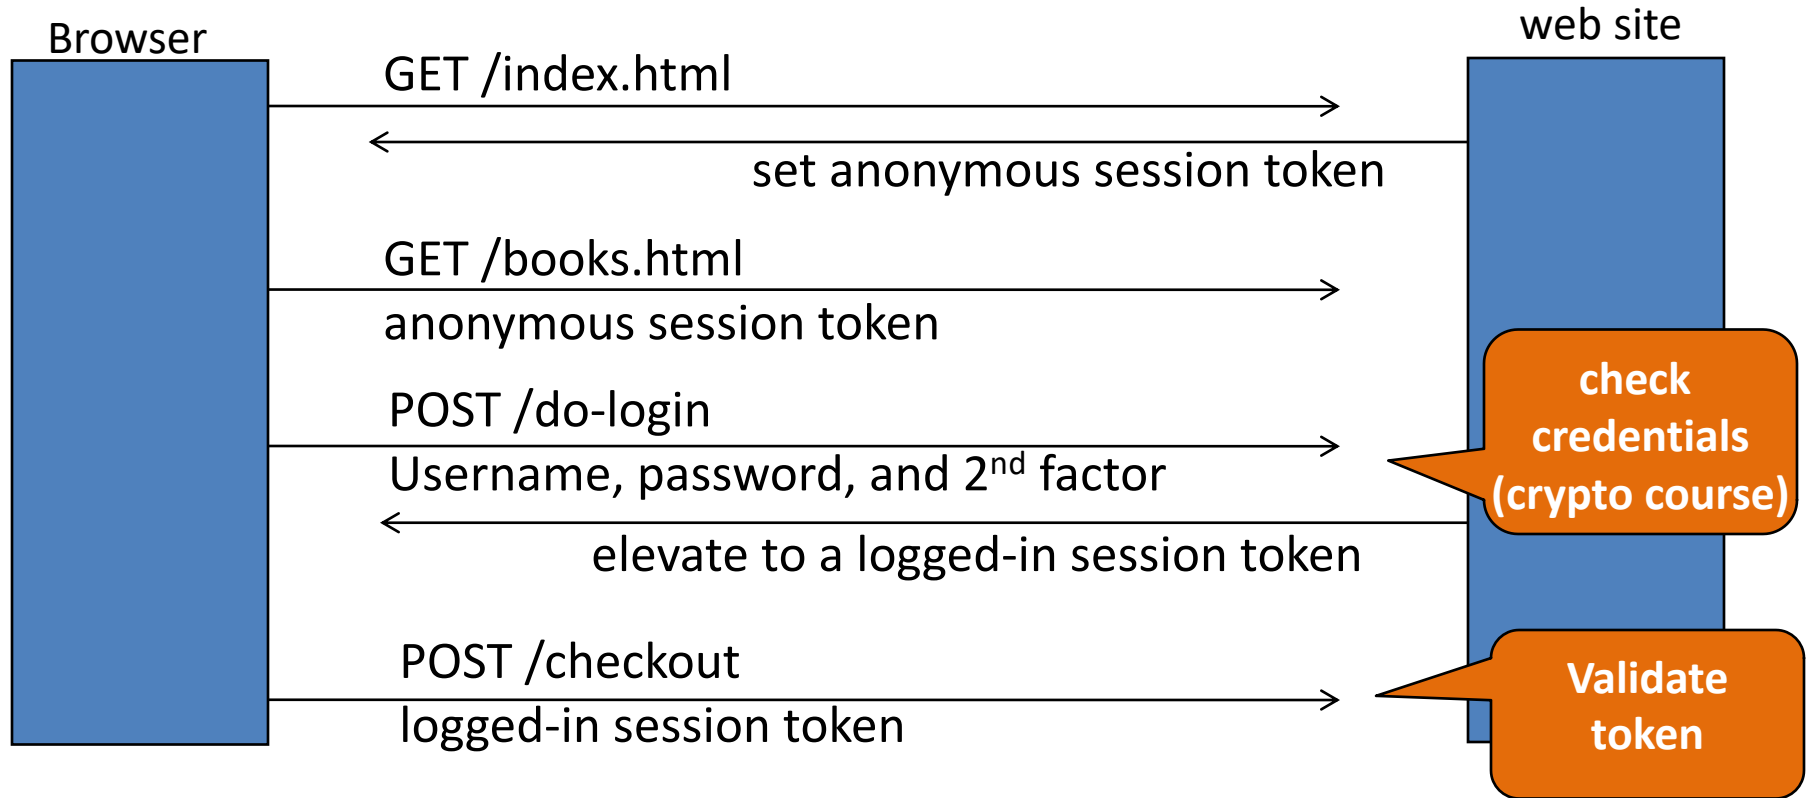 Browser
web site
GET /index.html
set anonymous session token
GET /books.html
anonymous session token
POST /do-login
Username, password, and 2nd factor
check
credentials
(crypto course)
elevate to a logged-in session token
POST /checkout
logged-in session token
Validate
token